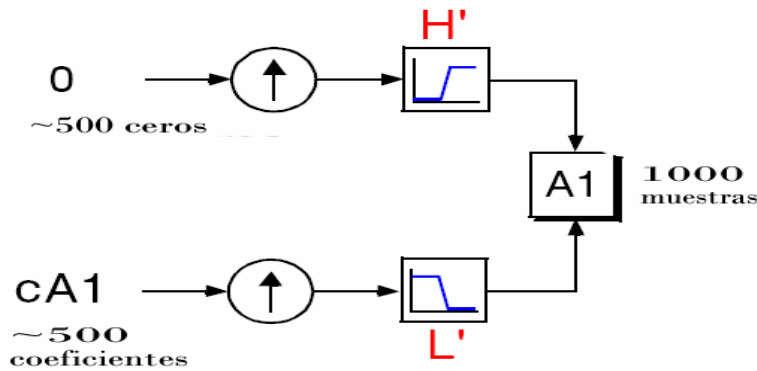 H'
0
~500 ceros
A1
1000
muestras
cA1
~500
coeficientes
L'